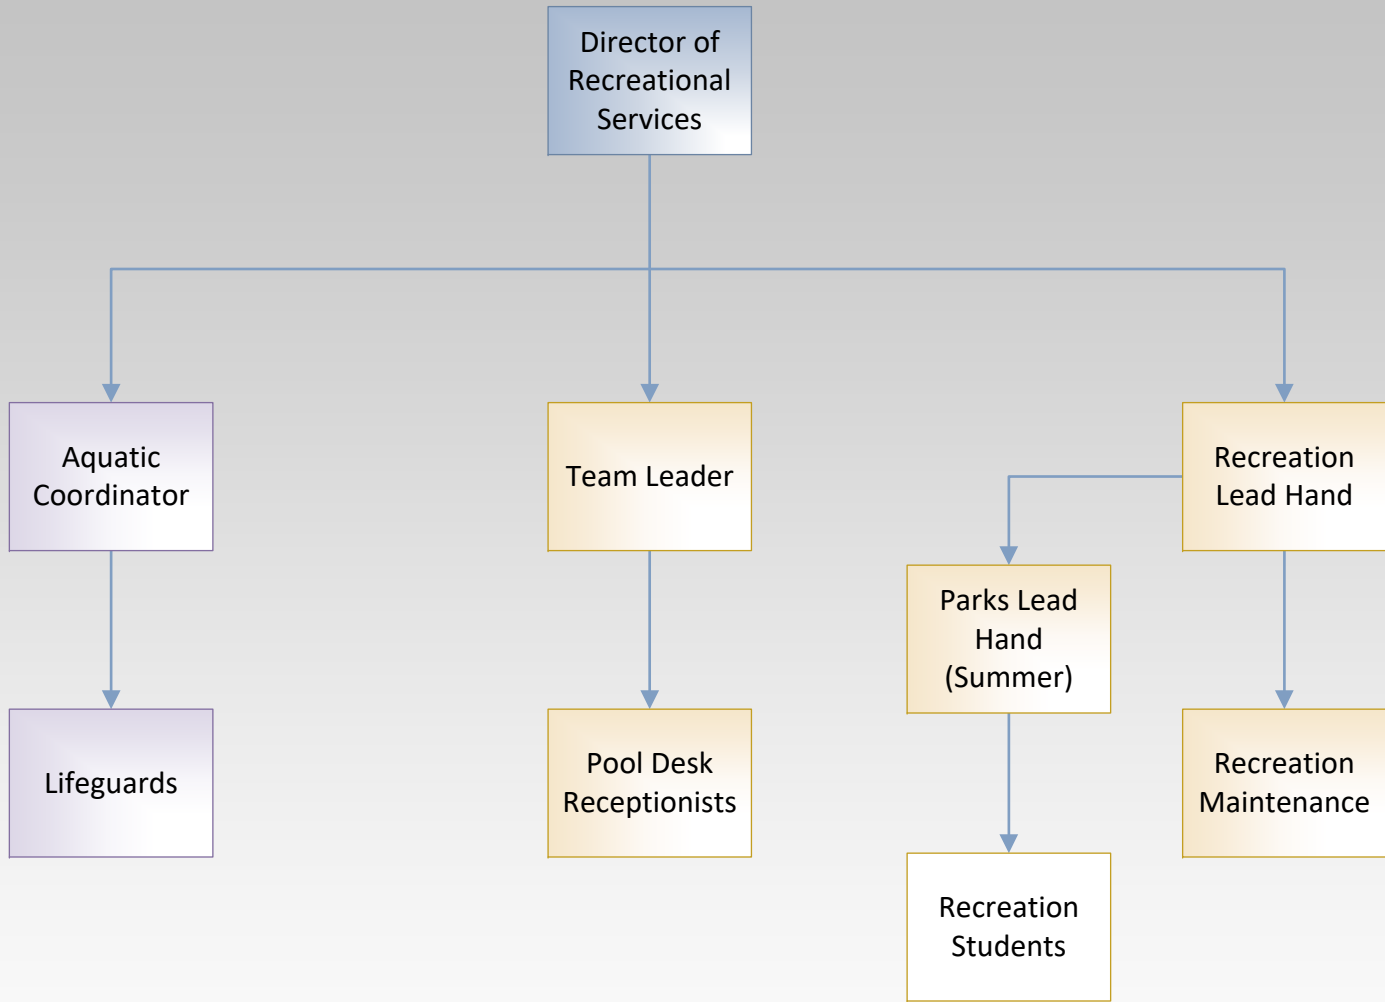 Director of
Recreational
Services
Aquatic
Coordinator
Team Leader
Recreation
Lead Hand
Parks Lead
Hand
(Summer)
Lifeguards
Pool Desk
Receptionists
Recreation
Maintenance
Recreation
Students